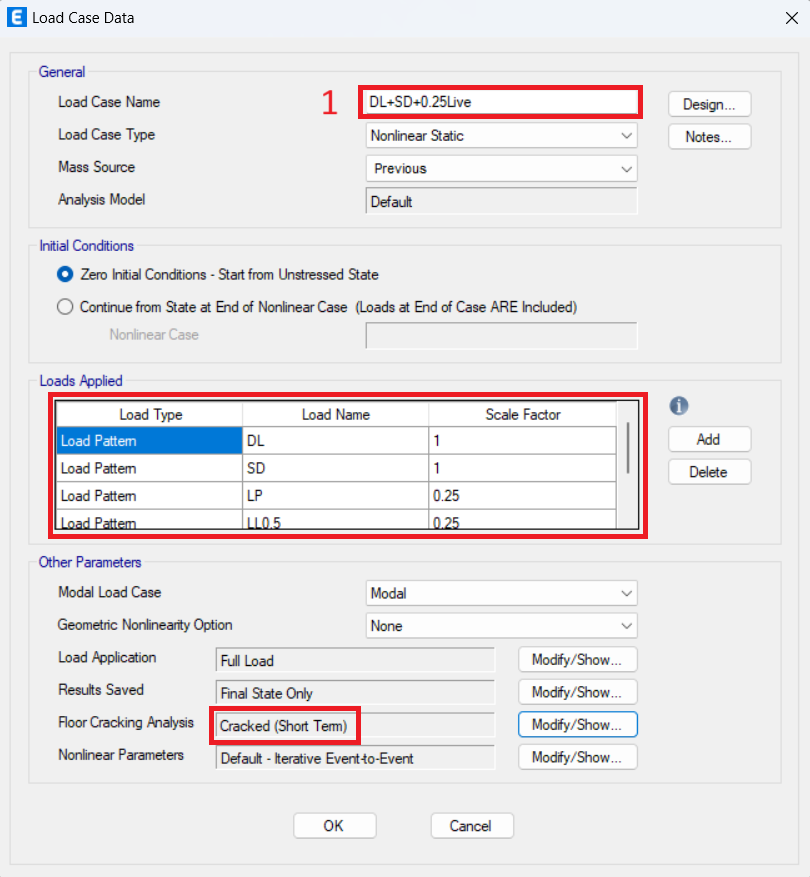 E Load Case Data
General
Load Case Name 1 DL+SD+0.25Live Design...
Load Case Type Nonlinear Static Notes...
Mass Source Previous
Analysis Model Default
Initial Conditions
Zero Initial Conditions - Start from Unstressed State
Continue from State at End of Nonlinear Case (Loads at End of Case ARE Included)
Nonlinear Case
Loads Applied
Load Type Load Name Scale Factor i
Load Pattern DL 1 Add
Load Pattern SD 1 Delete
Load Pattern LP 0.25
Load Pattern LL0.5 0.25
Other Parameters
Modal Load Case Modal
Geometric Nonlinearity Option None
Load Application Full Load Modify/Show...
Results Saved Final State Only Modify/Show...
Floor Cracking Analysis Cracked (Short Term) Modify/Show...
Nonlinear Parameters Default - Iterative Event-to-Event Modify/Show...
OK Cancel